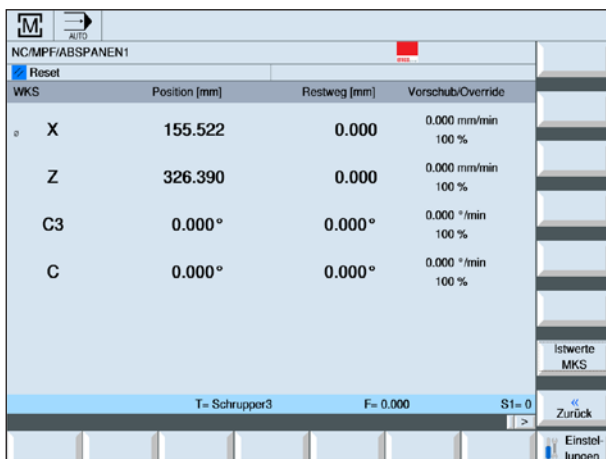 M
AUTO
NC/MPF/ABSPANEN1
Reset
WKS Position [mm] Restweg [mm] Vorschub/Override
ø X 155.522 0.000 0.000 mm/min
100 %
Z 326.390 0.000 0.000 mm/min
100 %
C3 0.000° 0.000° 0.000 °/min
100 %
C 0.000° 0.000° 0.000 °/min
100 %
Istwerte
MKS
T= Schrupper3 F= 0.000 S1= 0
«
Zurück
>
Einstel-
lungen